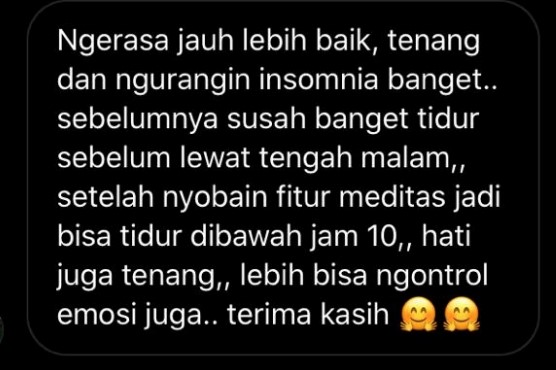 Ngerasa jauh lebih baik, tenang
dan ngurangin insomnia banget..
sebelumnya susah banget tidur
sebelum lewat tengah malam,,
setelah nyobain fitur meditas jadi
bisa tidur dibawah jam 10,, hati
juga tenang,, lebih bisa ngontrol
emosi juga.. terima kasih 🤗🤗